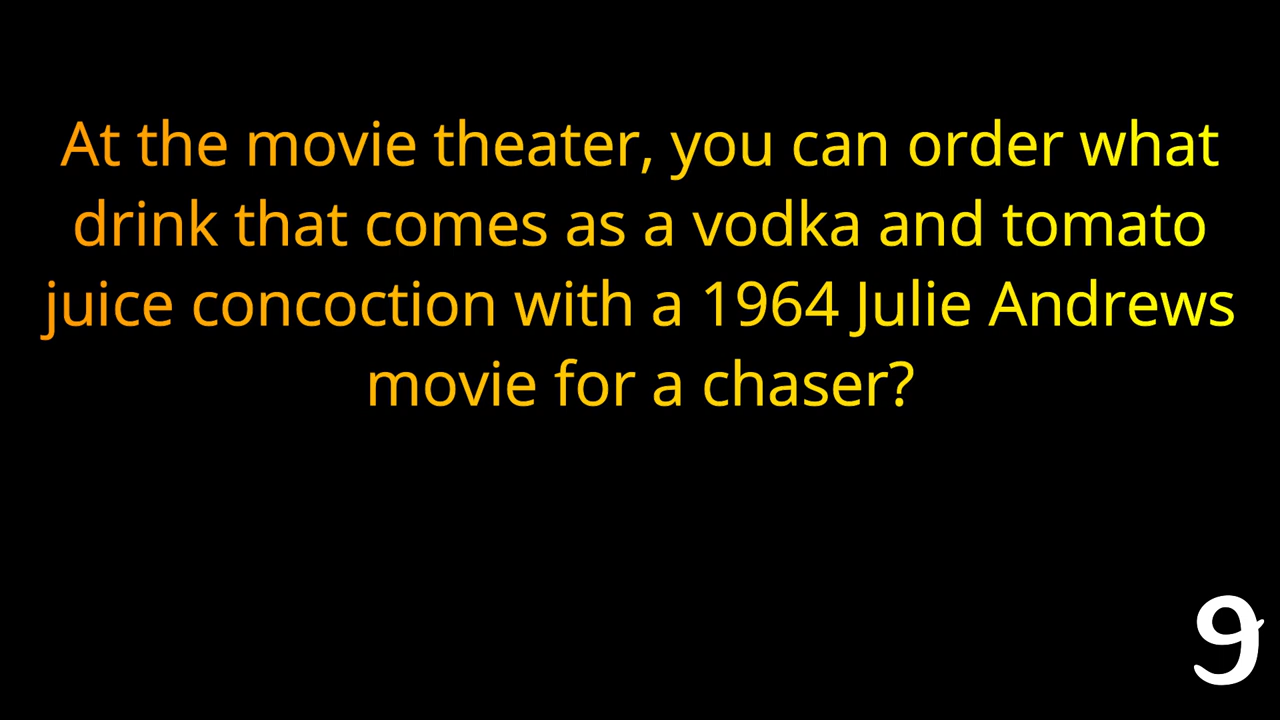 At the movie theater, you can order what
drink that comes as a vodka and tomato
juice concoction with a 1964 Julie Andrews
movie for a chaser?
9